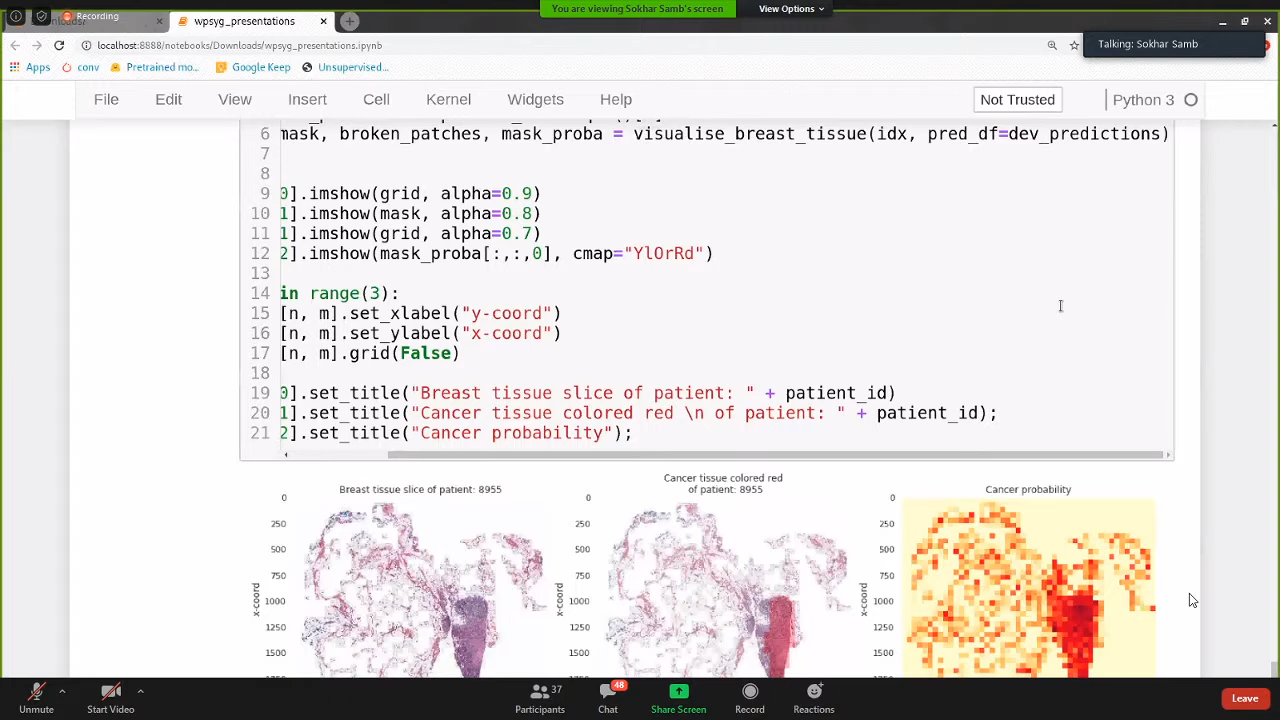 Recording
wpsyg_presentations
You are viewing Sokhar Samb's screen
View Options
localhost:8888/notebooks/Downloads/wpsyg_presentations.ipynb
Talking: Sokhar Samb
Apps
conv
Pretrained mo...
Google Keep
Unsupervised...
File Edit View Insert Cell Kernel Widgets Help
Not Trusted
Python 3
6 mask, broken_patches, mask_proba = visualise_breast_tissue(idx, pred_df=dev_predictions)
7
8
9 0].imshow(grid, alpha=0.9)
10 1].imshow(mask, alpha=0.8)
11 1].imshow(grid, alpha=0.7)
12 2].imshow(mask_proba[:,:,0], cmap="YlOrRd")
13
14 in range(3):
15 [n, m].set_xlabel("y-coord")
16 [n, m].set_ylabel("x-coord")
17 [n, m].grid(False)
18
19 0].set_title("Breast tissue slice of patient: " + patient_id)
20 1].set_title("Cancer tissue colored red \n of patient: " + patient_id);
21 2].set_title("Cancer probability");
Breast tissue slice of patient: 8955
0
250
500
750
1000
1250
1500
x-coord
Cancer tissue colored red
of patient: 8955
0
250
500
750
1000
1250
1500
x-coord
Cancer probability
0
250
500
750
1000
1250
1500
x-coord
Unmute
Start Video
37
Participants
48
Chat
Share Screen
Record
Reactions
Leave